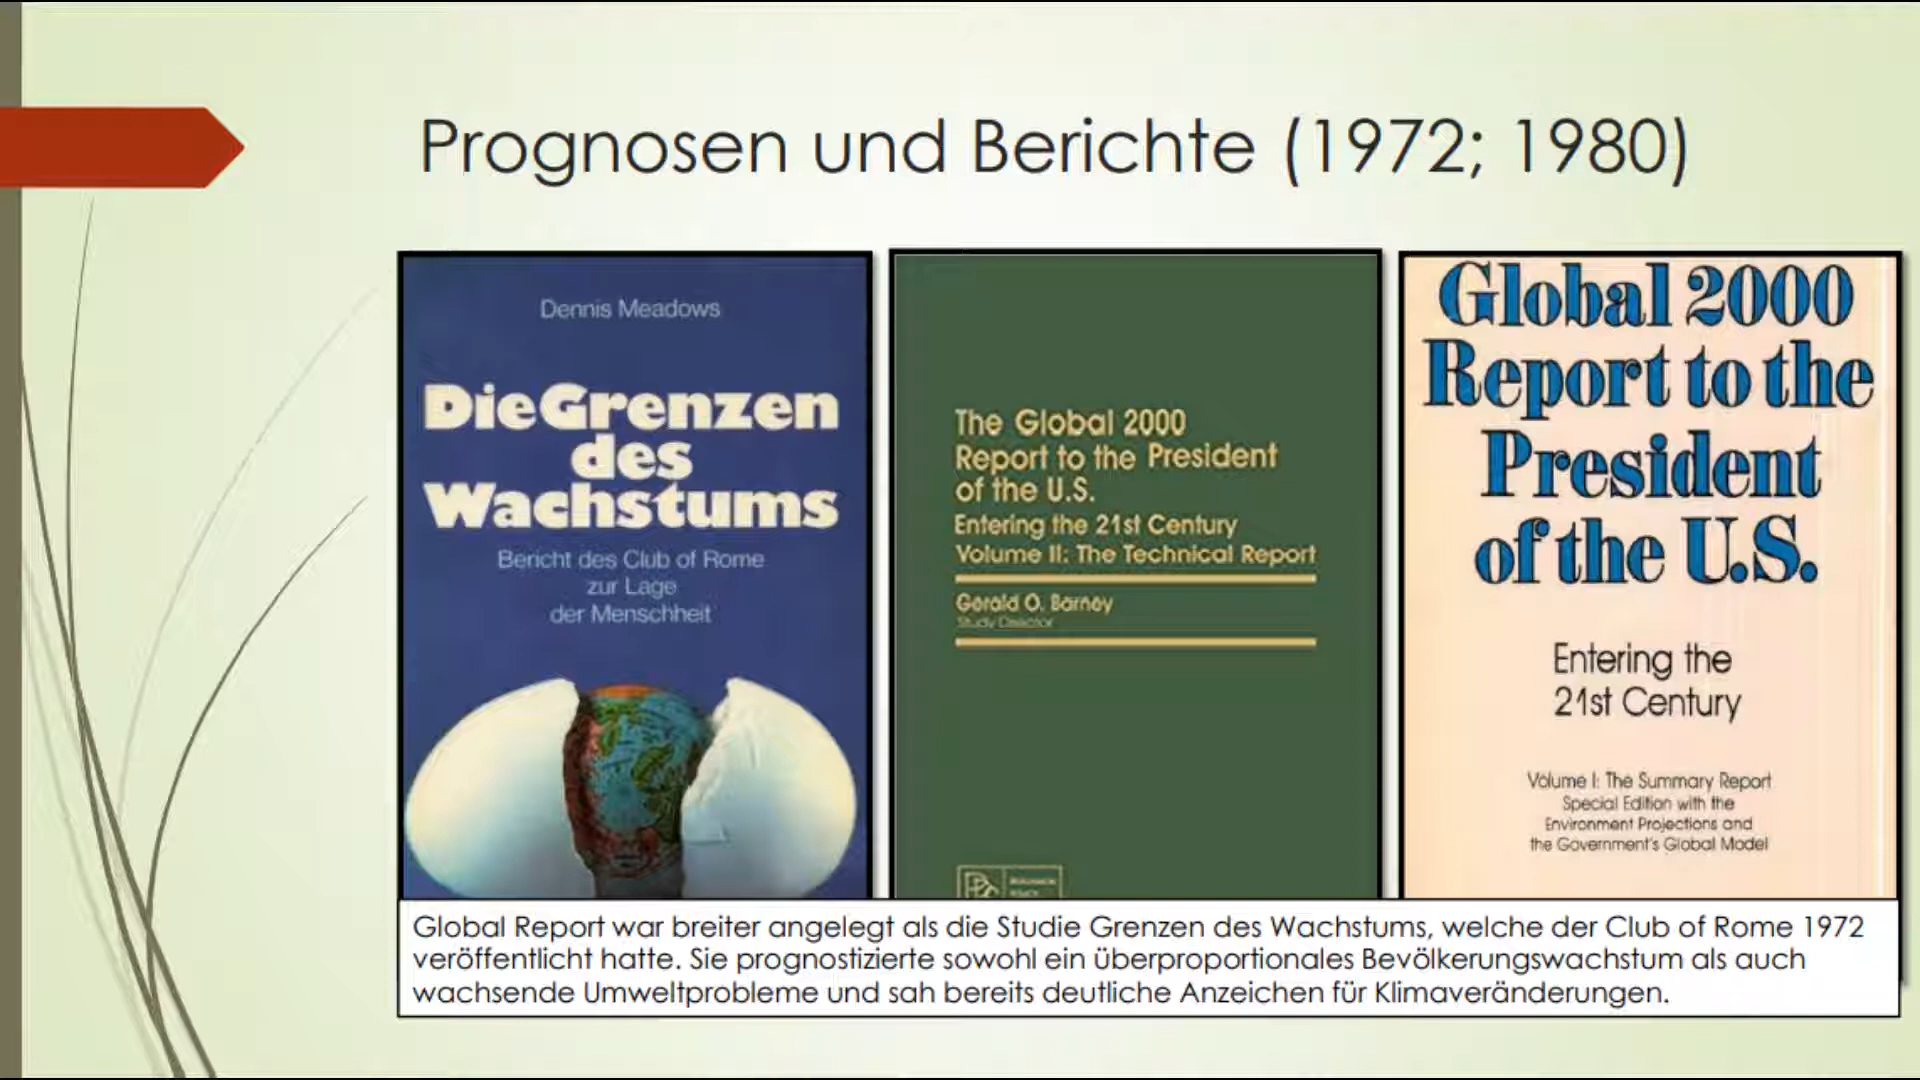 Prognosen und Berichte (1972; 1980)
Dennis Meadows
Die Grenzen
des
Wachstums
Bericht des Club of Rome
zur Lage
der Menschheit
The Global 2000
Report to the President
of the U.S.
Entering the 21st Century
Volume II: The Technical Report
Gerald O. Barney
Study Director
Global 2000
Report to the
President
of the U.S.
Entering the
21st Century
Volume I: The Summary Report
Special Edition with the
Environment Projections and
the Government's Global Model
Global Report war breiter angelegt als die Studie Grenzen des Wachstums, welche der Club of Rome 1972
veröffentlicht hatte. Sie prognostizierte sowohl ein überproportionales Bevölkerungswachstum als auch
wachsende Umweltprobleme und sah bereits deutliche Anzeichen für Klimaveränderungen.